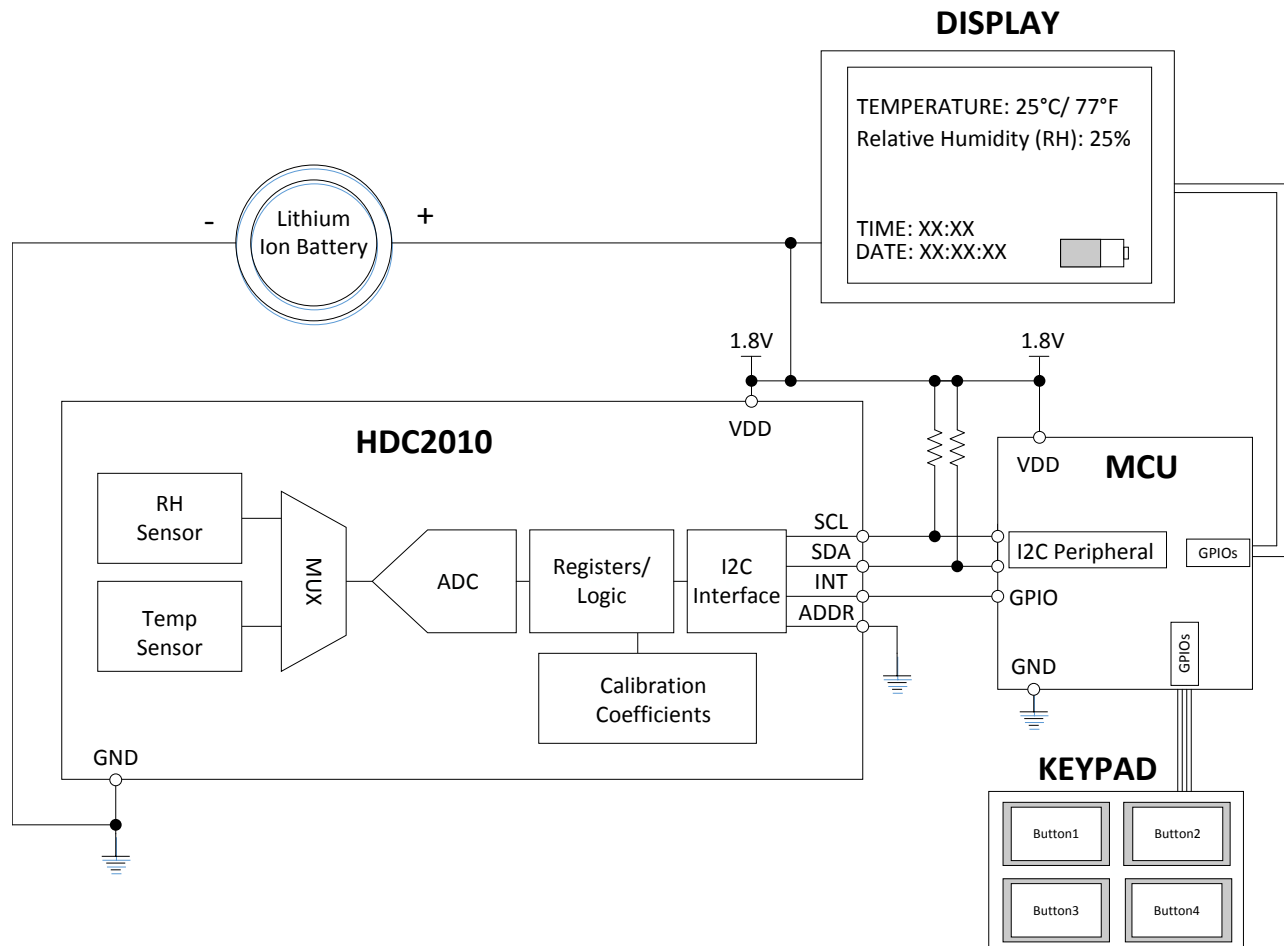 DISPLAY
TEMPERATURE: 25°C/ 77°F
Relative Humidity (RH): 25%
TIME: XX:XX
DATE: XX:XX:XX
-
Lithium
Ion Battery
+
1.8V
1.8V
VDD
HDC2010
RH
Sensor
Temp
Sensor
MUX
ADC
Registers/
Logic
I2C
Interface
Calibration
Coefficients
SCL
SDA
INT
ADDR
GND
VDD
MCU
I2C Peripheral
GPIOs
GPIO
GND
GPIOs
KEYPAD
Button1
Button2
Button3
Button4